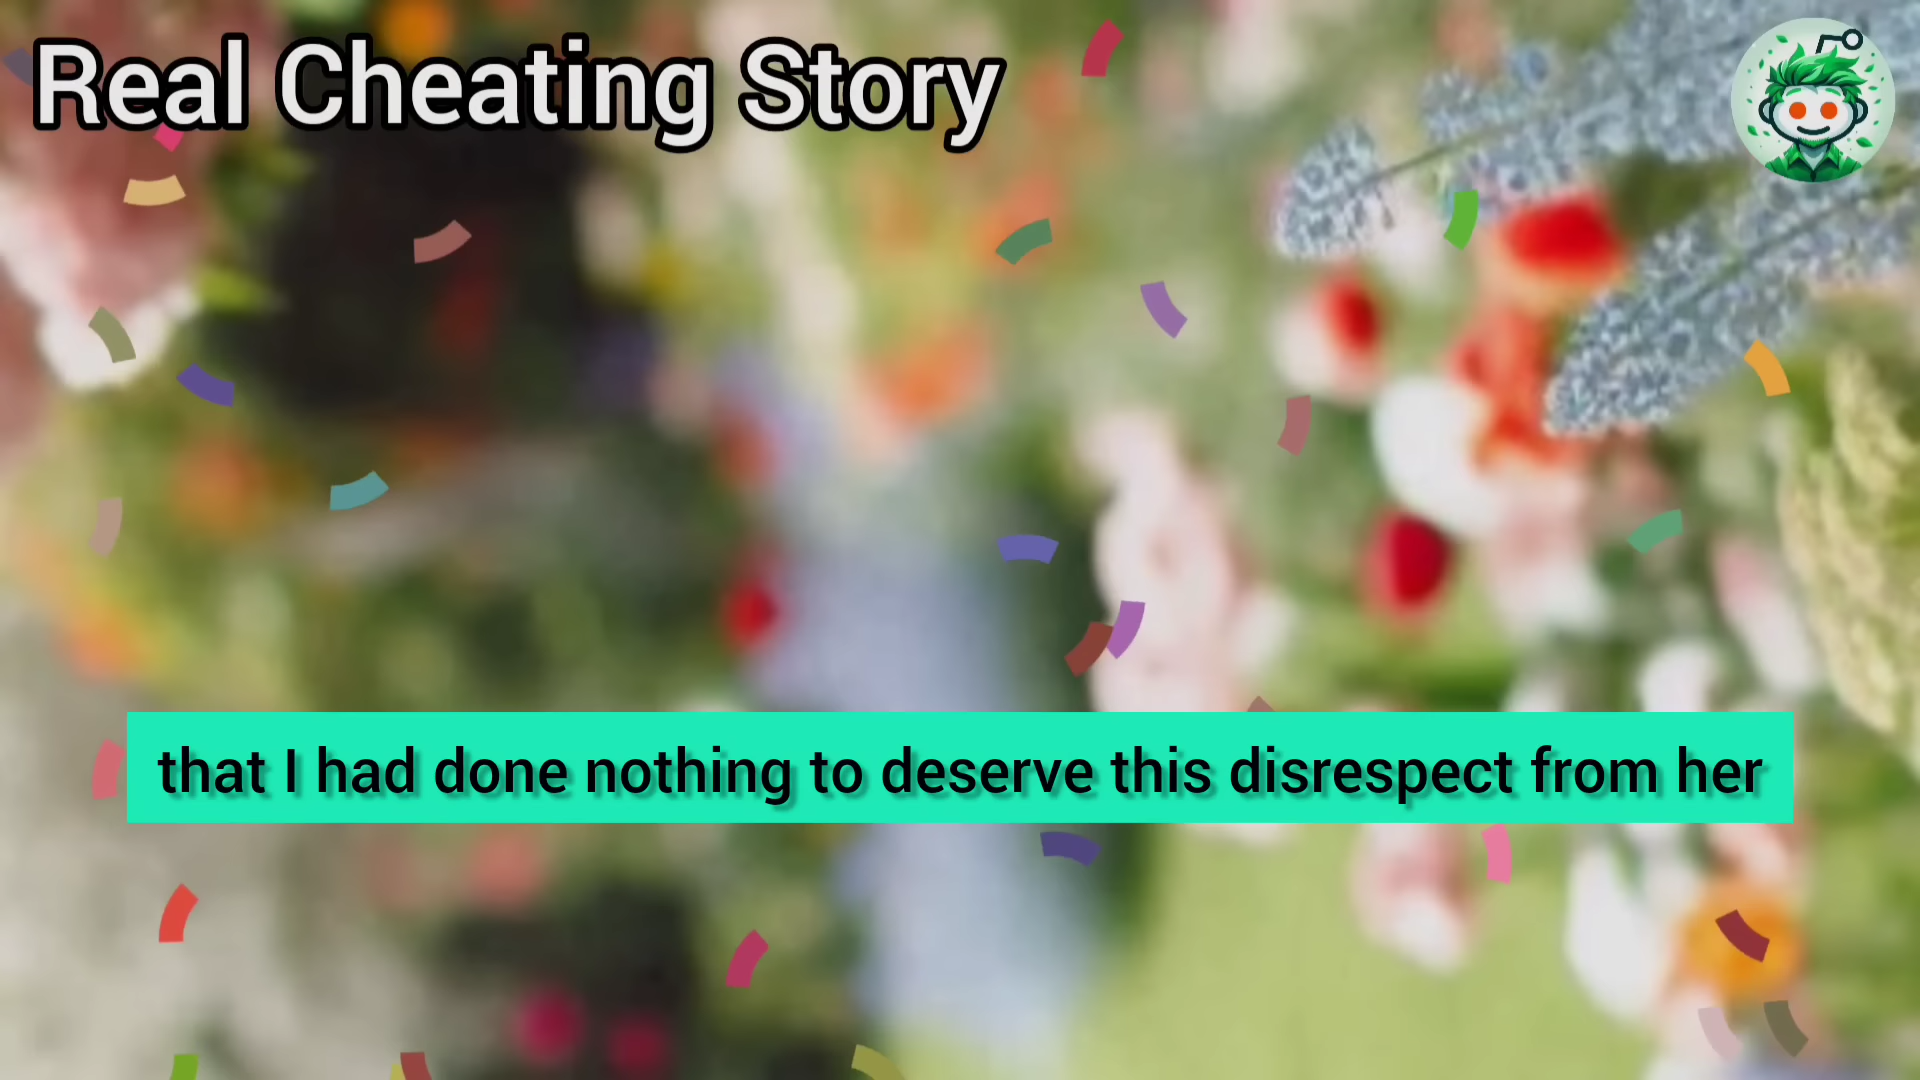 Real Cheating Story
that I had done nothing to deserve this disrespect from her